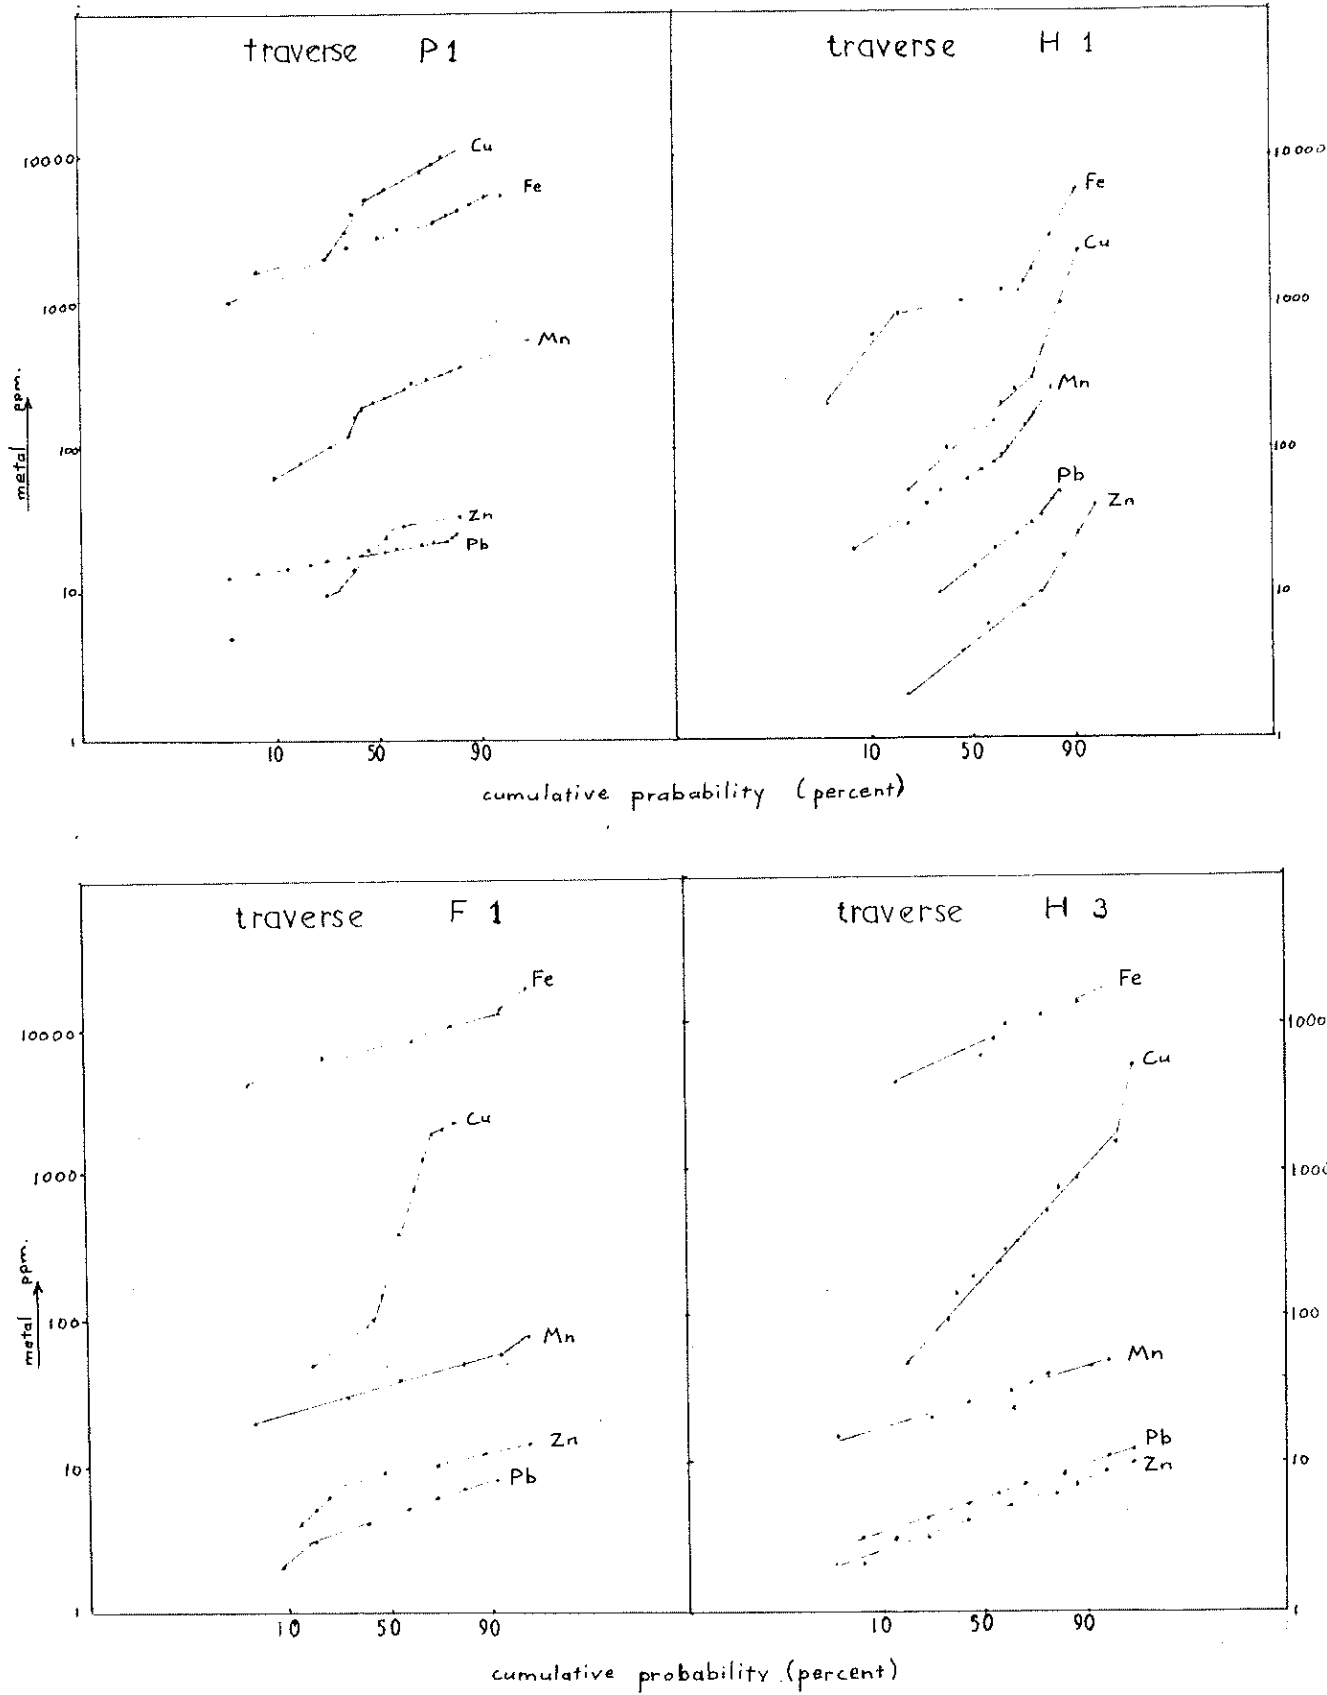 traverse P1
traverse H 1
Cu
Fe
Mn
Zn
Pb
10000
1000
100
10
1
metal ppm.
Fe
Cu
Mn
Pb
Zn
10000
1000
100
10
1
10 50 90
10 50 90
cumulative prabability (percent)
traverse F 1
traverse H 3
Fe
Cu
Mn
Zn
Pb
10000
1000
100
10
1
metal ppm.
Fe
Cu
Mn
Pb
Zn
1000
1000
100
10
1
10 50 90
10 50 90
cumulative probability (percent)